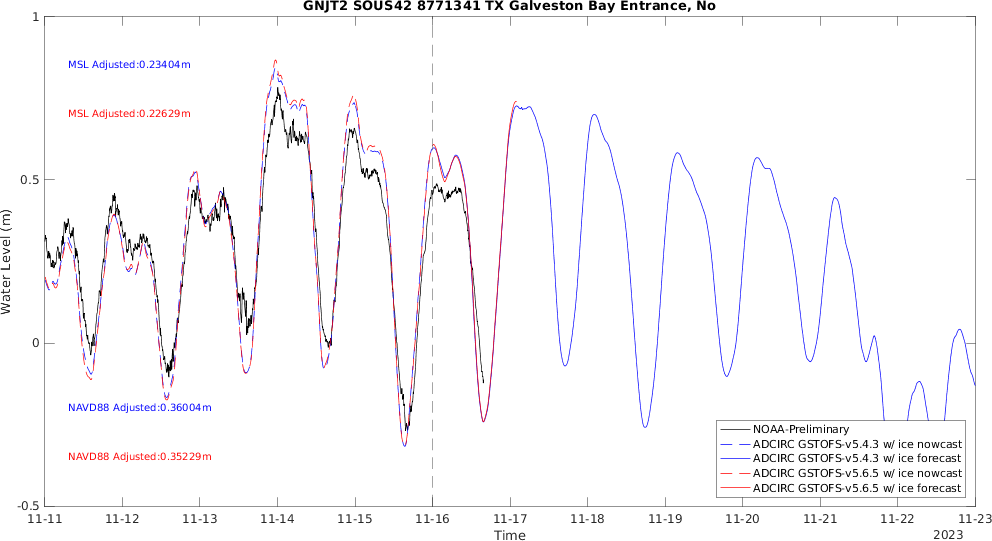 GNJT2 SOUS42 8771341 TX Galveston Bay Entrance, No
1
0.5
0
-0.5
Water Level (m)
MSL Adjusted:0.23404m
MSL Adjusted:0.22629m
NAVD88 Adjusted:0.36004m
NAVD88 Adjusted:0.35229m
NOAA-Preliminary
ADCIRC GSTOFS-v5.4.3 w/ ice nowcast
ADCIRC GSTOFS-v5.4.3 w/ ice forecast
ADCIRC GSTOFS-v5.6.5 w/ ice nowcast
ADCIRC GSTOFS-v5.6.5 w/ ice forecast
11-11 11-12 11-13 11-14 11-15 11-16 11-17 11-18 11-19 11-20 11-21 11-22 11-23
Time
2023